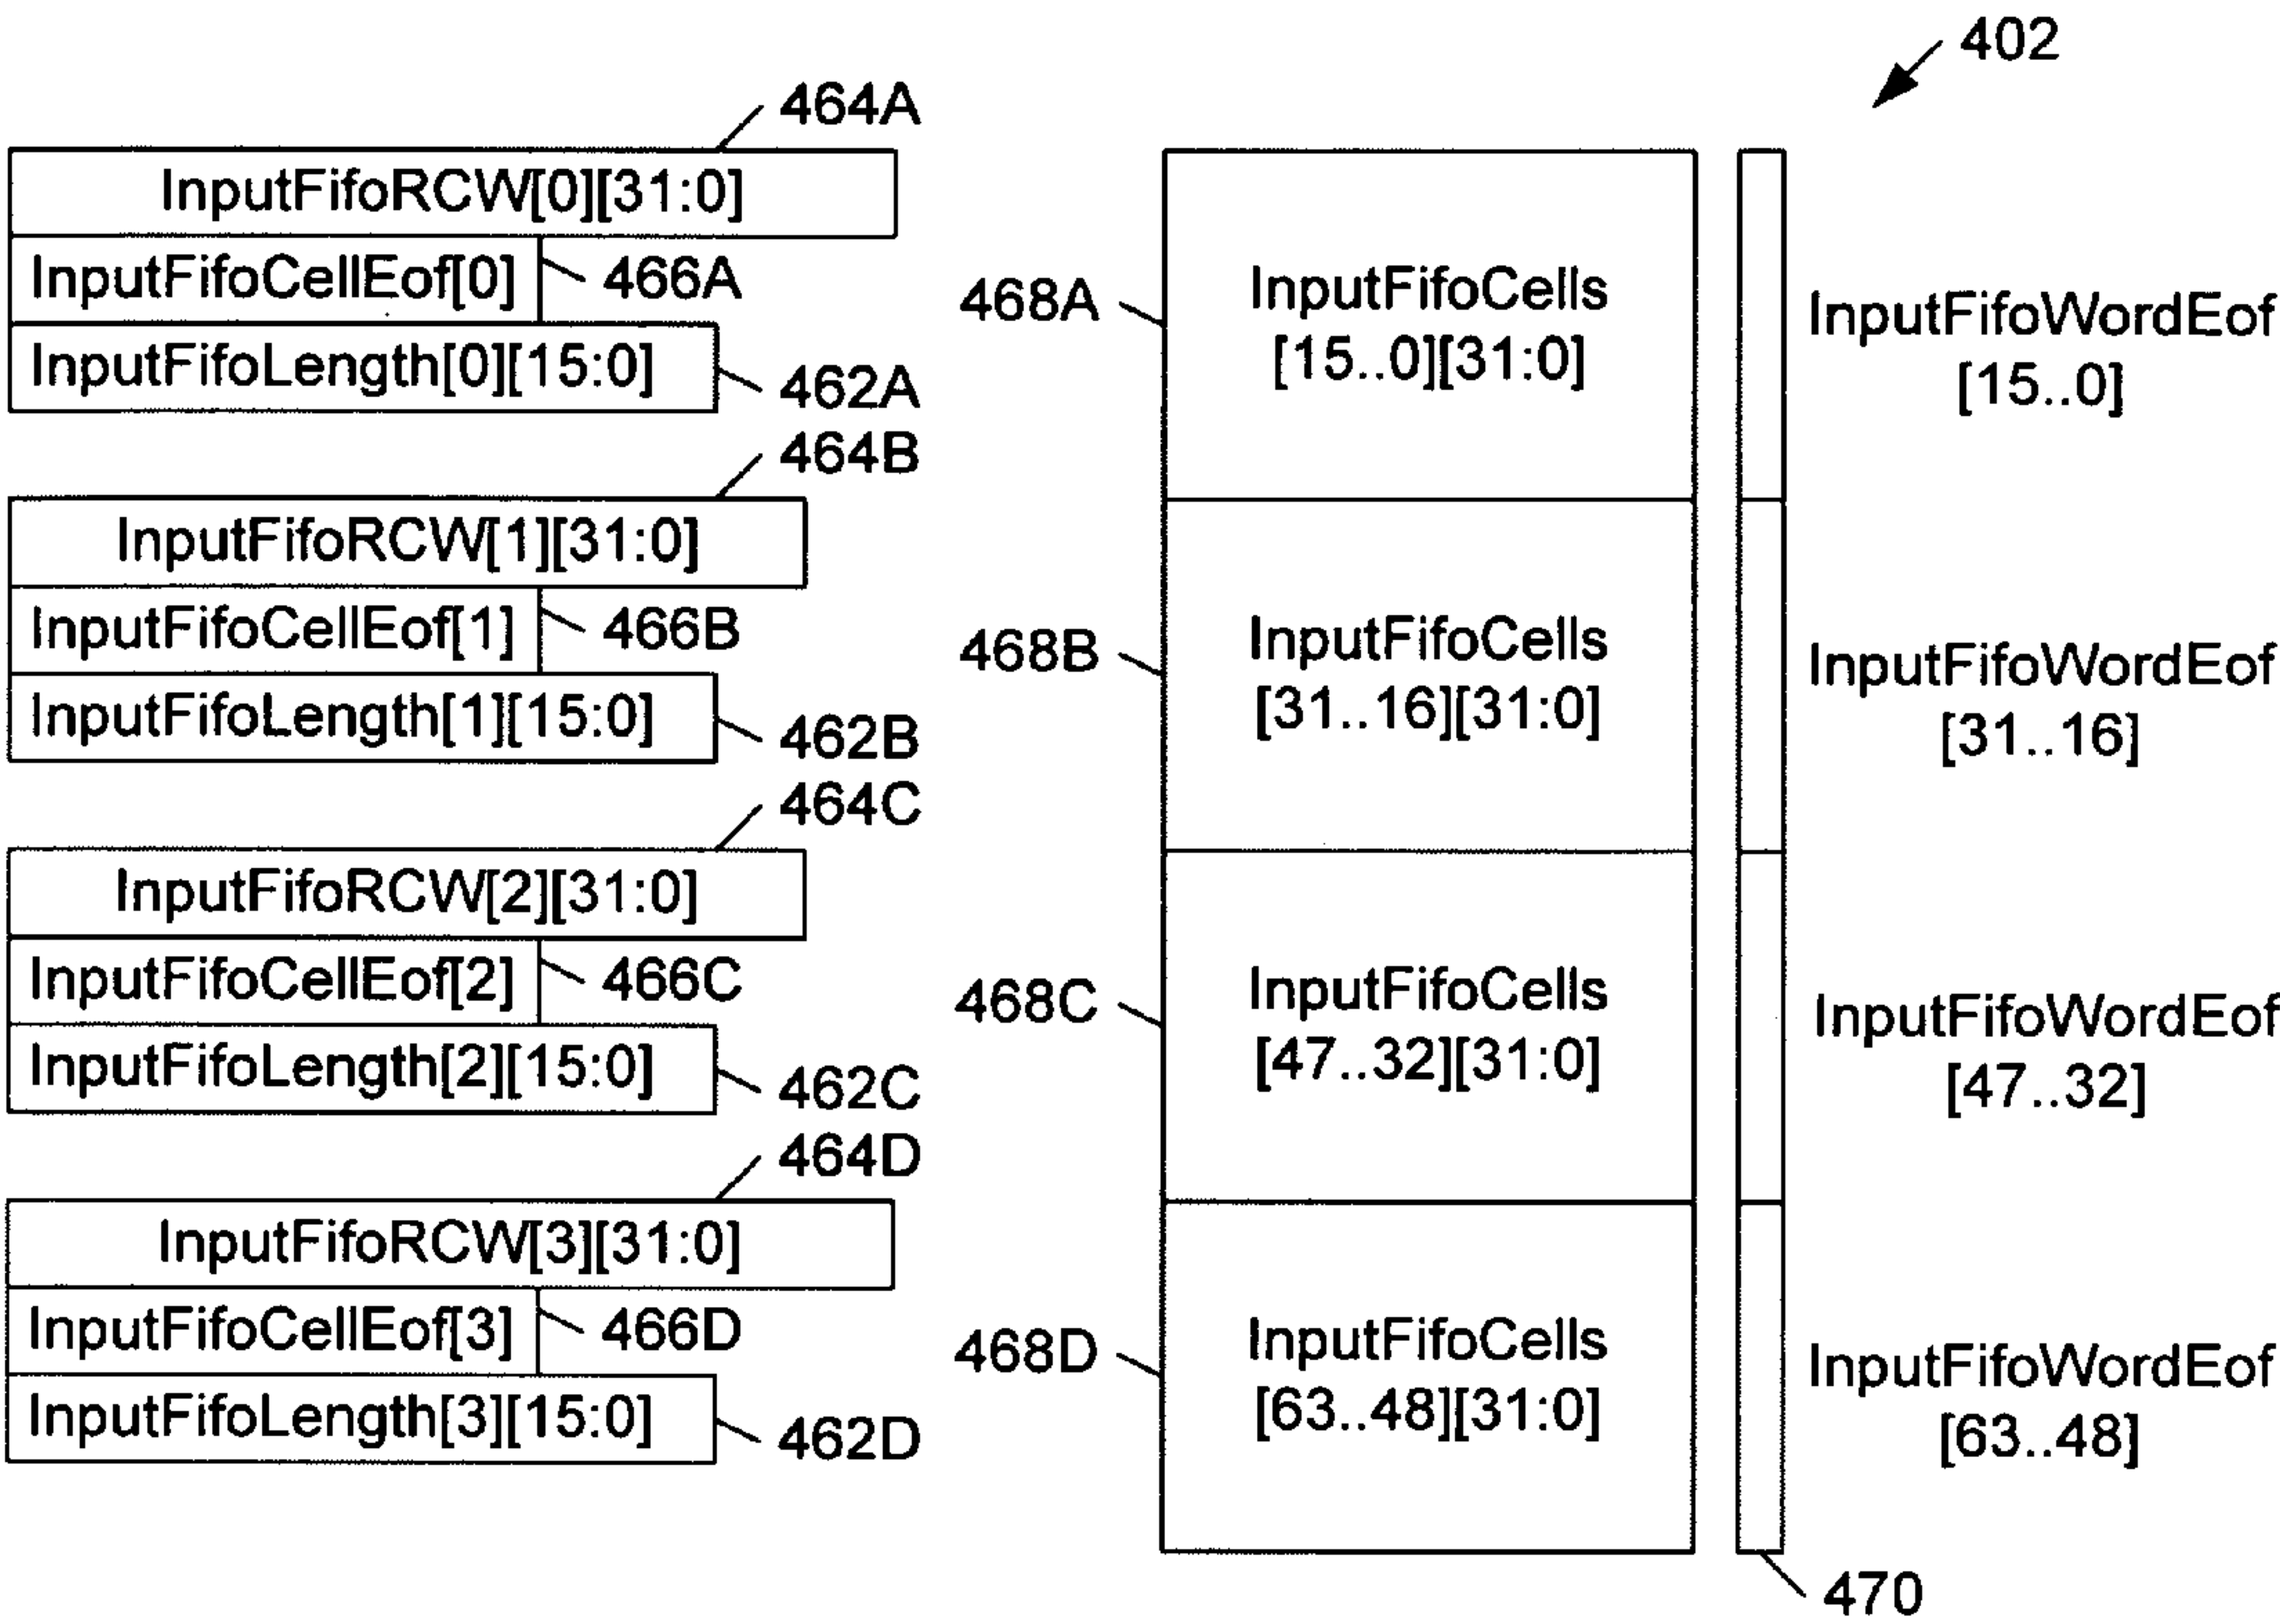 402
464A
InputFifoRCW[0][31:0]
InputFifoCellEof[0]
466A
InputFifoLength[0][15:0]
462A
464B
InputFifoRCW[1][31:0]
InputFifoCellEof[1]
466B
InputFifoLength[1][15:0]
462B
464C
InputFifoRCW[2][31:0]
InputFifoCellEof[2]
466C
InputFifoLength[2][15:0]
462C
464D
InputFifoRCW[3][31:0]
InputFifoCellEof[3]
466D
InputFifoLength[3][15:0]
462D
468A
InputFifoCells
[15..0][31:0]
468B
InputFifoCells
[31..16][31:0]
468C
InputFifoCells
[47..32][31:0]
468D
InputFifoCells
[63..48][31:0]
InputFifoWordEof
[15..0]
InputFifoWordEof
[31..16]
InputFifoWordEof
[47..32]
InputFifoWordEof
[63..48]
470